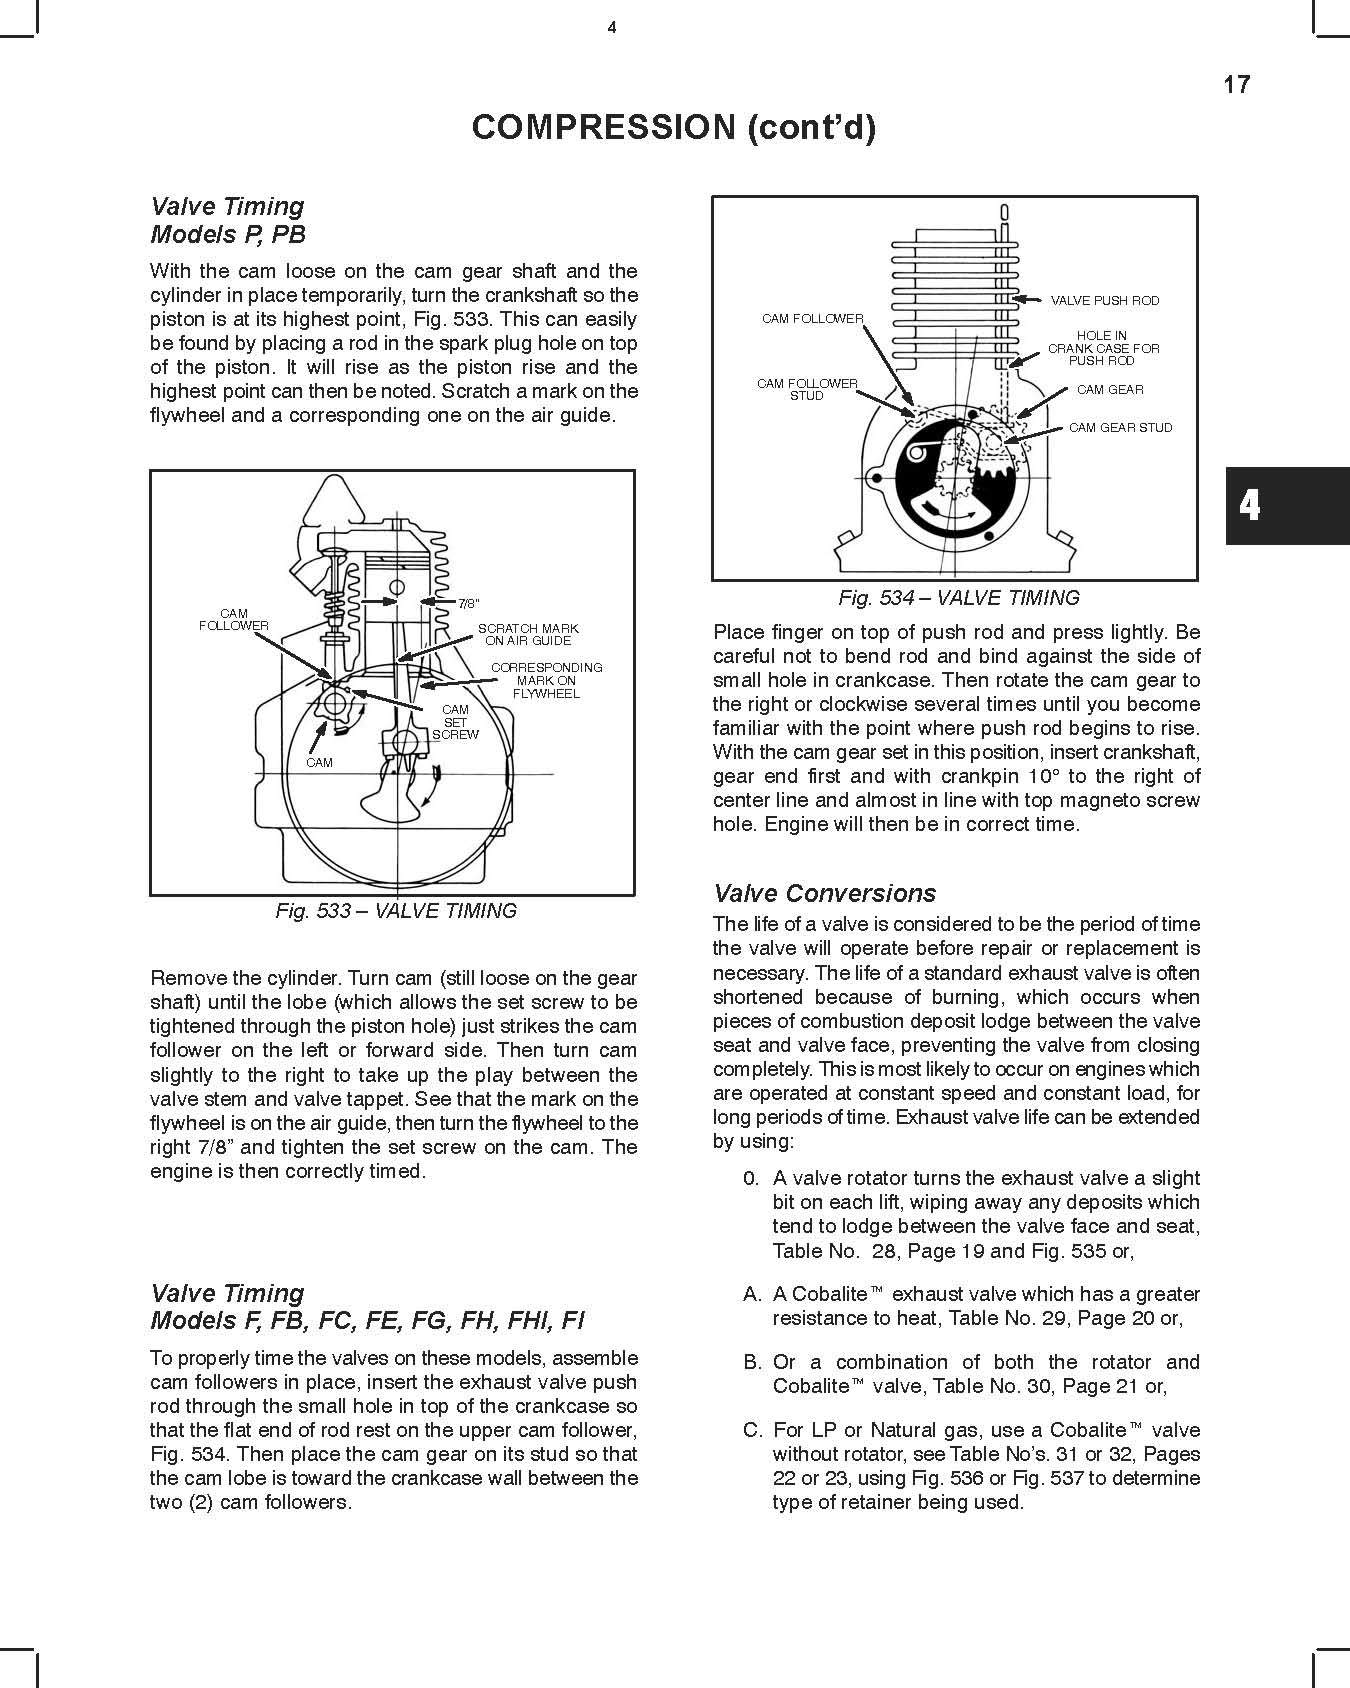 4
17
COMPRESSION (cont’d)
Valve Timing
Models P, PB
With the cam loose on the cam gear shaft and the
cylinder in place temporarily, turn the crankshaft so the
piston is at its highest point, Fig. 533. This can easily
be found by placing a rod in the spark plug hole on top
of the piston. It will rise as the piston rise and the
highest point can then be noted. Scratch a mark on the
flywheel and a corresponding one on the air guide.
7/8"
CAM
FOLLOWER
SCRATCH MARK
ON AIR GUIDE
CORRESPONDING
MARK ON
FLYWHEEL
CAM
SET
SCREW
CAM
Fig. 533 – VALVE TIMING
Remove the cylinder. Turn cam (still loose on the gear
shaft) until the lobe (which allows the set screw to be
tightened through the piston hole) just strikes the cam
follower on the left or forward side. Then turn cam
slightly to the right to take up the play between the
valve stem and valve tappet. See that the mark on the
flywheel is on the air guide, then turn the flywheel to the
right 7/8” and tighten the set screw on the cam. The
engine is then correctly timed.
Valve Timing
Models F, FB, FC, FE, FG, FH, FHI, FI
To properly time the valves on these models, assemble
cam followers in place, insert the exhaust valve push
rod through the small hole in top of the crankcase so
that the flat end of rod rest on the upper cam follower,
Fig. 534. Then place the cam gear on its stud so that
the cam lobe is toward the crankcase wall between the
two (2) cam followers.
VALVE PUSH ROD
CAM FOLLOWER
HOLE IN
CRANK CASE FOR
PUSH ROD
CAM FOLLOWER
STUD
CAM GEAR
CAM GEAR STUD
Fig. 534 – VALVE TIMING
4
Place finger on top of push rod and press lightly. Be
careful not to bend rod and bind against the side of
small hole in crankcase. Then rotate the cam gear to
the right or clockwise several times until you become
familiar with the point where push rod begins to rise.
With the cam gear set in this position, insert crankshaft,
gear end first and with crankpin 10° to the right of
center line and almost in line with top magneto screw
hole. Engine will then be in correct time.
Valve Conversions
The life of a valve is considered to be the period of time
the valve will operate before repair or replacement is
necessary. The life of a standard exhaust valve is often
shortened because of burning, which occurs when
pieces of combustion deposit lodge between the valve
seat and valve face, preventing the valve from closing
completely. This is most likely to occur on engines which
are operated at constant speed and constant load, for
long periods of time. Exhaust valve life can be extended
by using:
0. A valve rotator turns the exhaust valve a slight
bit on each lift, wiping away any deposits which
tend to lodge between the valve face and seat,
Table No. 28, Page 19 and Fig. 535 or,
A. A Cobalite™ exhaust valve which has a greater
resistance to heat, Table No. 29, Page 20 or,
B. Or a combination of both the rotator and
Cobalite™ valve, Table No. 30, Page 21 or,
C. For LP or Natural gas, use a Cobalite™ valve
without rotator, see Table No’s. 31 or 32, Pages
22 or 23, using Fig. 536 or Fig. 537 to determine
type of retainer being used.